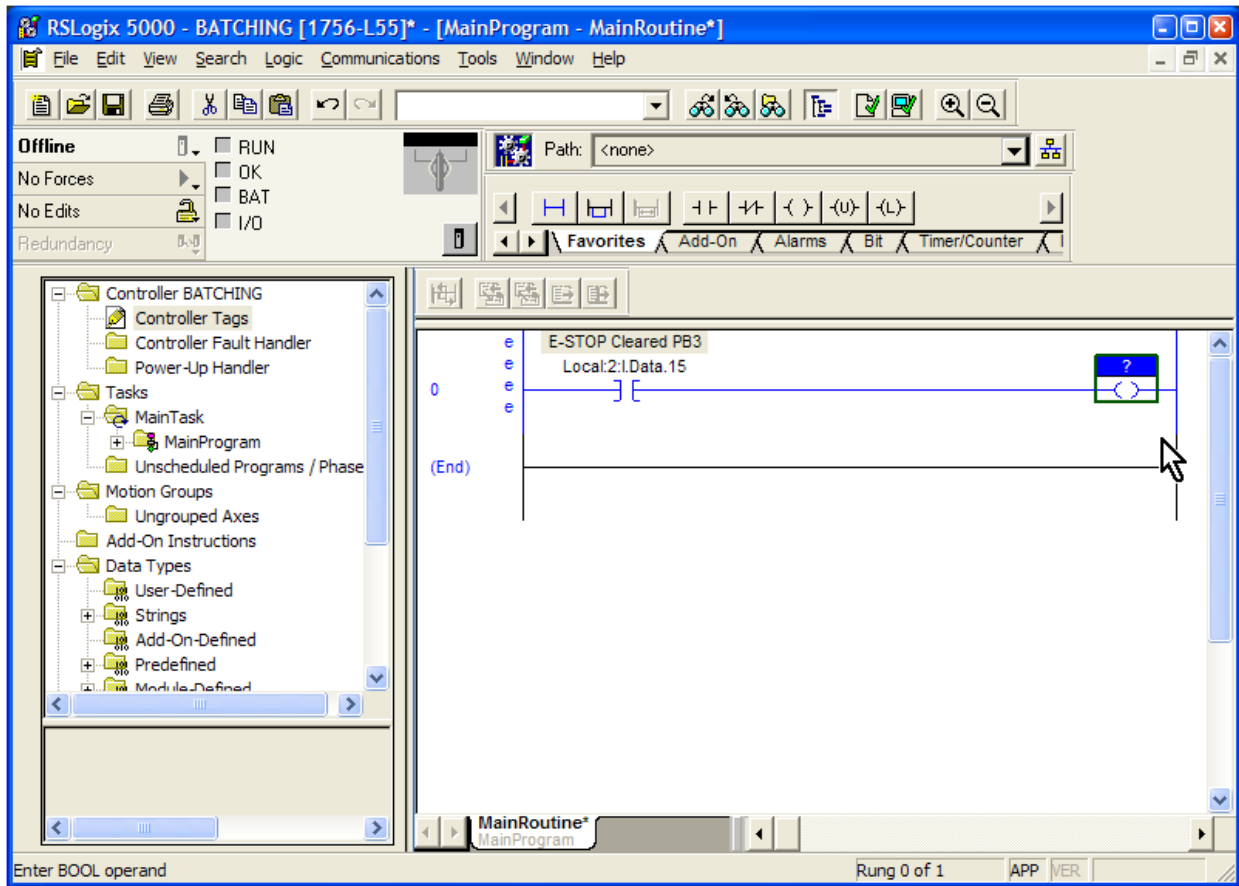 RSLogix 5000 - BATCHING [1756-L55]* - [MainProgram - MainRoutine*]
File Edit View Search Logic Communications Tools Window Help
Offline
RUN
No Forces
OK
No Edits
BAT
Redundancy
I/O
Path: <none>
Favorites Add-On Alarms Bit Timer/Counter
Controller BATCHING
Controller Tags
Controller Fault Handler
Power-Up Handler
Tasks
MainTask
MainProgram
Unscheduled Programs / Phase
Motion Groups
Ungrouped Axes
Add-On Instructions
Data Types
User-Defined
Strings
Add-On-Defined
Predefined
Module-Defined
e
e
e
e
0
E-STOP Cleared PB3
Local:2:I.Data.15
?
(End)
MainRoutine*
MainProgram
Enter BOOL operand
Rung 0 of 1
APP
VER